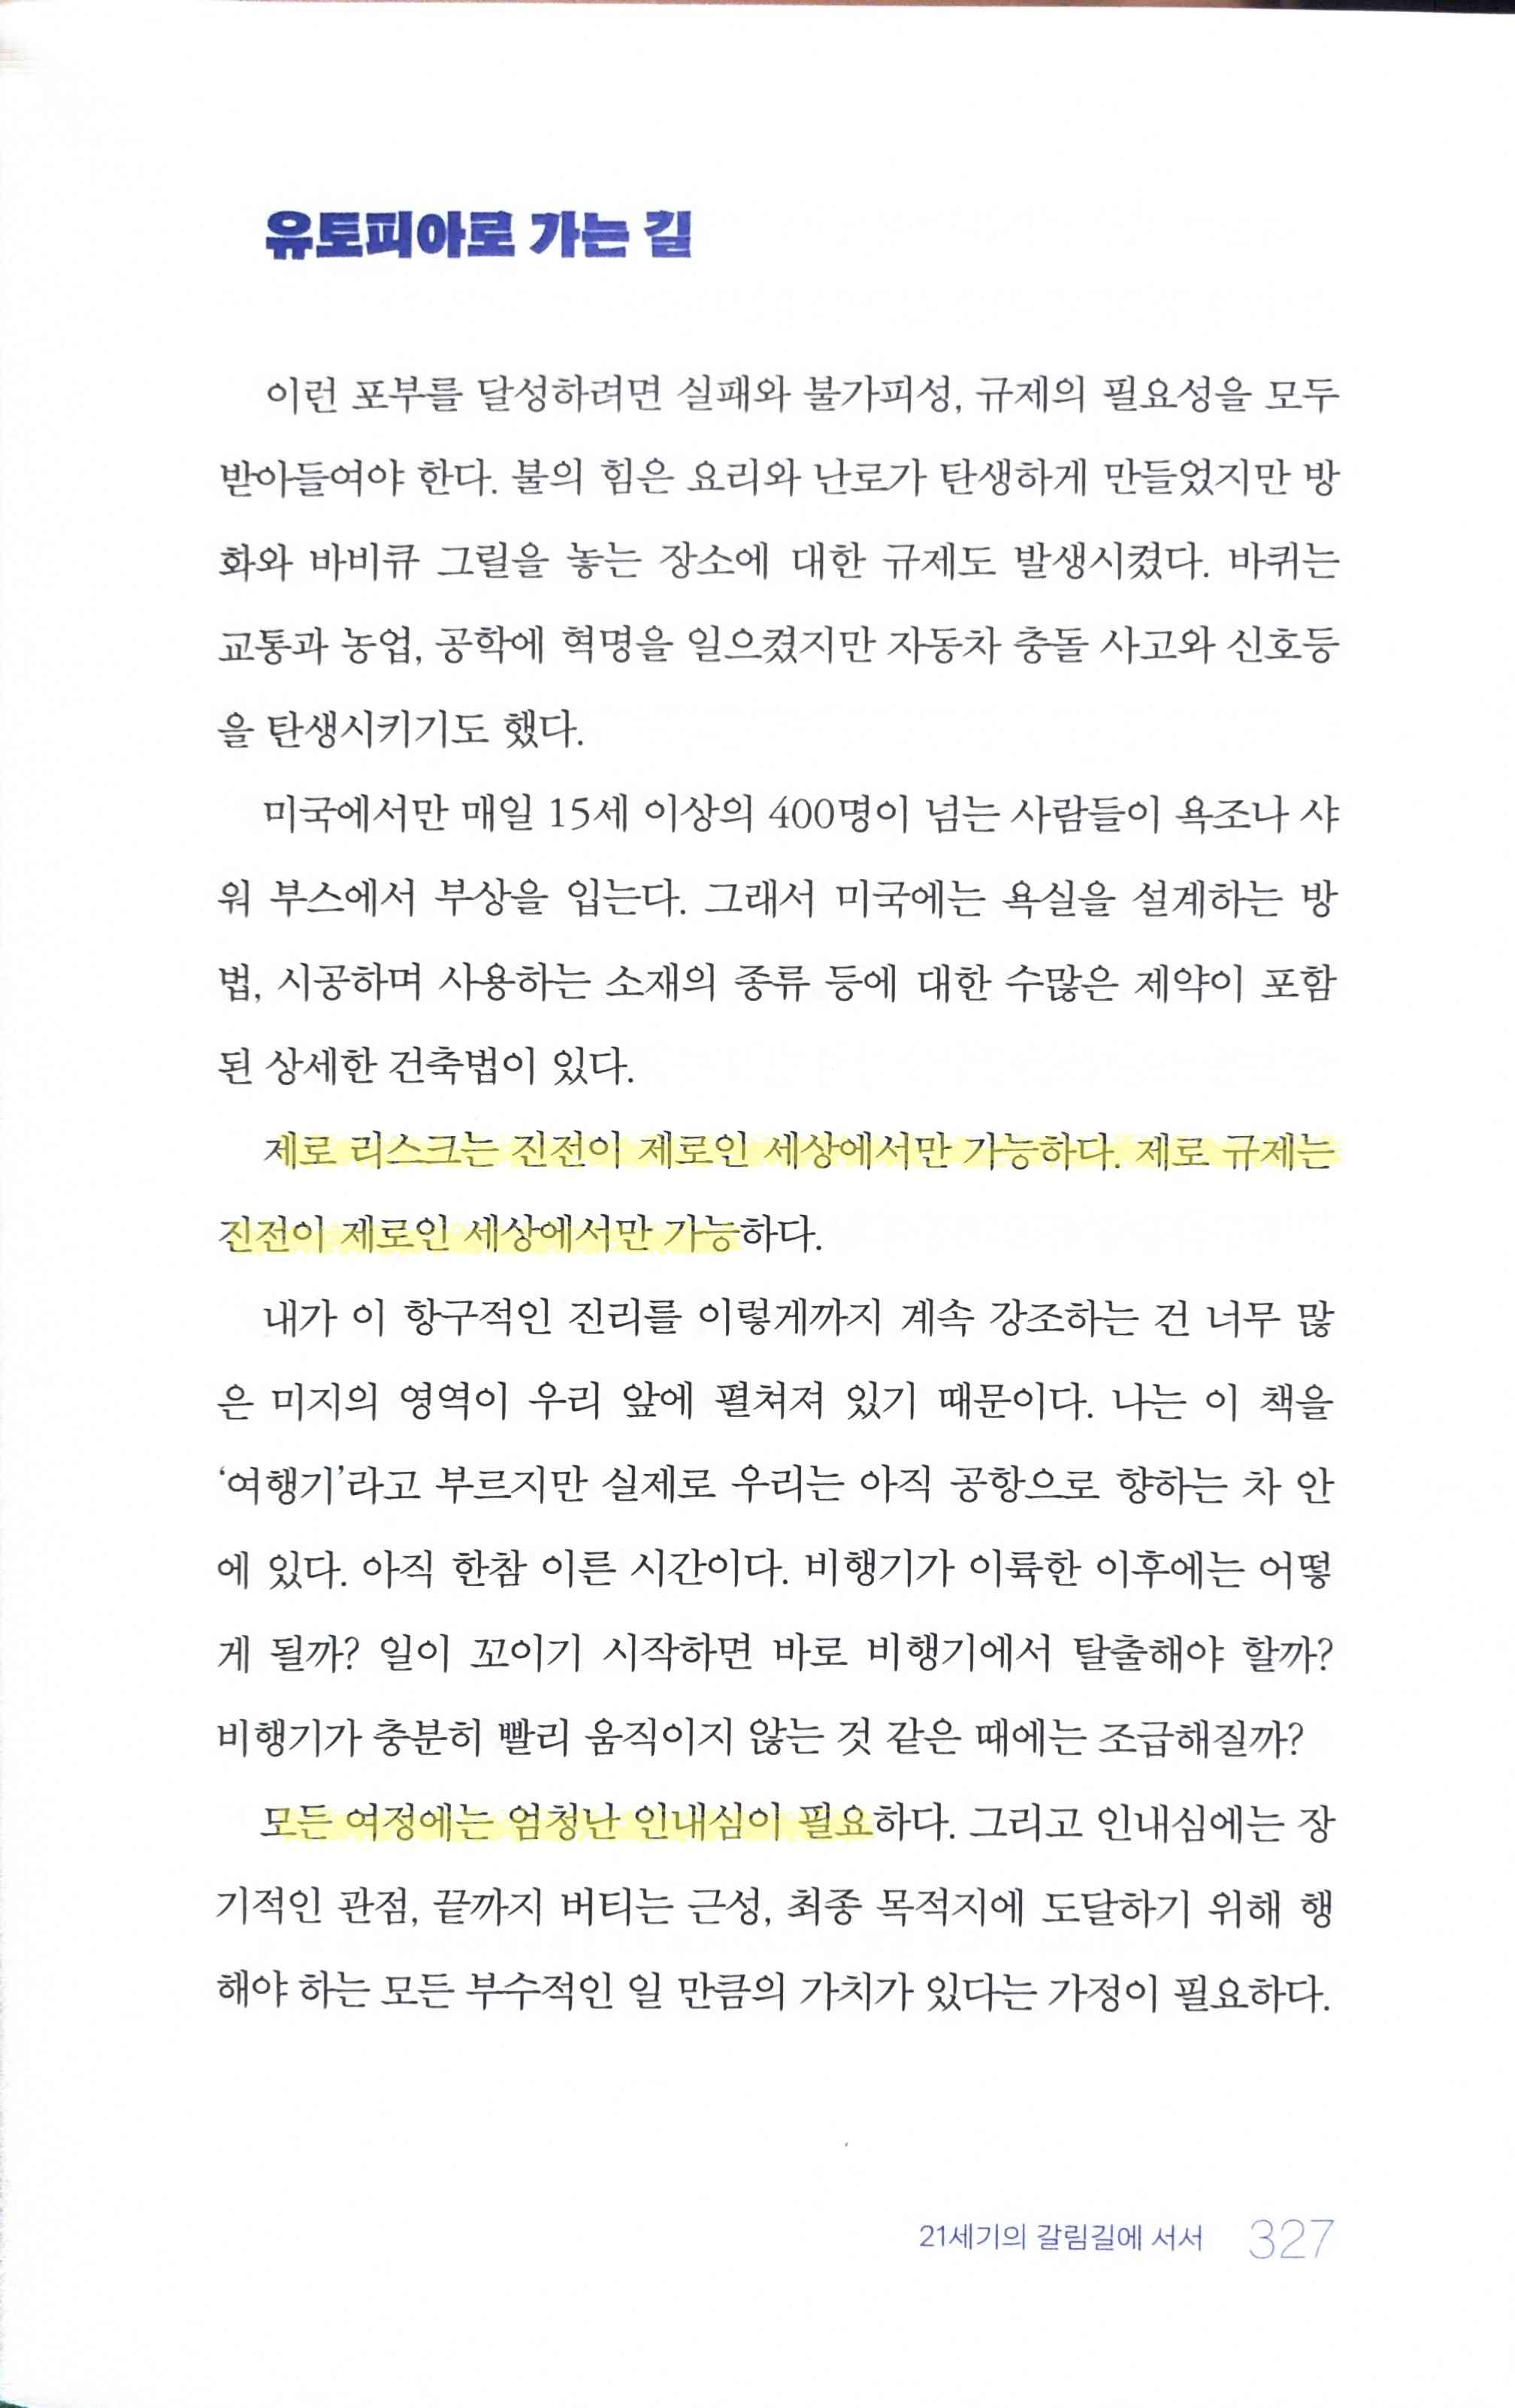 유토피아로 가는 길
이런 포부를 달성하려면 실패와 불가피성, 규제의 필요성을 모두
받아들여야 한다. 불의 힘은 요리와 난로가 탄생하게 만들었지만 방
화와 바비큐 그릴을 놓는 장소에 대한 규제도 발생시켰다. 바퀴는
교통과 농업, 공학에 혁명을 일으켰지만 자동차 충돌 사고와 신호등
을 탄생시키기도 했다.
미국에서만 매일 15세 이상의 400명이 넘는 사람들이 욕조나 샤
워 부스에서 부상을 입는다. 그래서 미국에는 욕실을 설계하는 방
법, 시공하며 사용하는 소재의 종류 등에 대한 수많은 제약이 포함
된 상세한 건축법이 있다.
제로 리스크는 진전이 제로인 세상에서만 가능하다. 제로 규제는
진전이 제로인 세상에서만 가능하다.
내가 이 항구적인 진리를 이렇게까지 계속 강조하는 건 너무 많
은 미지의 영역이 우리 앞에 펼쳐져 있기 때문이다. 나는 이 책을
‘여행기’라고 부르지만 실제로 우리는 아직 공항으로 향하는 차 안
에 있다. 아직 한참 이른 시간이다. 비행기가 이륙한 이후에는 어떻
게 될까? 일이 꼬이기 시작하면 바로 비행기에서 탈출해야 할까?
비행기가 충분히 빨리 움직이지 않는 것 같은 때에는 조급해질까?
모든 여정에는 엄청난 인내심이 필요하다. 그리고 인내심에는 장
기적인 관점, 끝까지 버티는 근성, 최종 목적지에 도달하기 위해 행
해야 하는 모든 부수적인 일 만큼의 가치가 있다는 가정이 필요하다.
21세기의 갈림길에 서서 327